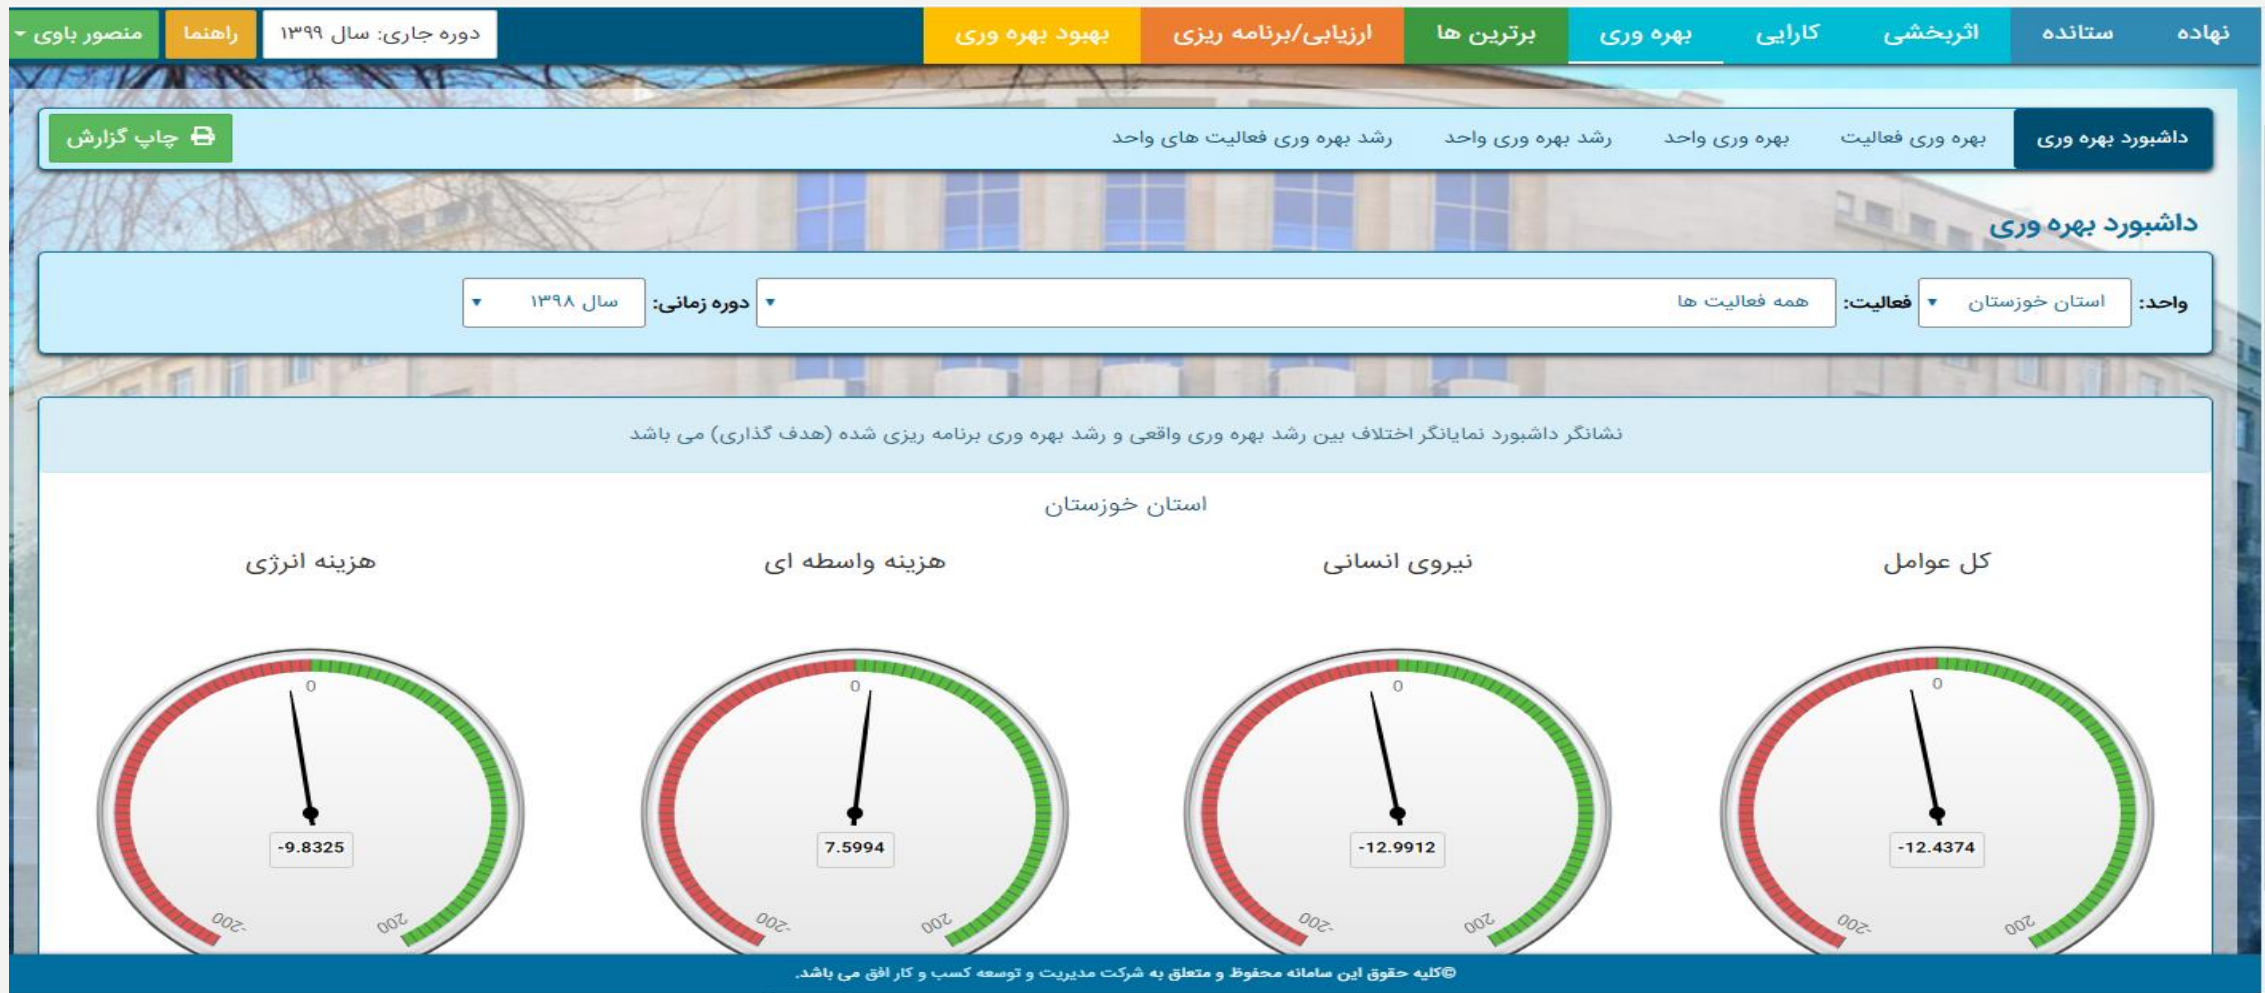 نهاده ستانده اثربخشی کارایی بهره وری برترین ها ارزیابی/برنامه ریزی بهبود بهره وری دوره جاری: سال ۱۳۹۹ راهنما منصور باوی
داشبورد بهره وری بهره وری فعالیت بهره وری واحد رشد بهره وری واحد رشد بهره وری فعالیت های واحد چاپ گزارش
داشبورد بهره وری
واحد: استان خوزستان فعالیت: همه فعالیت ها دوره زمانی: سال ۱۳۹۸
نشانگر داشبورد نمایانگر اختلاف بین رشد بهره وری واقعی و رشد بهره وری برنامه ریزی شده (هدف گذاری) می باشد
استان خوزستان
کل عوامل نیروی انسانی هزینه واسطه ای هزینه انرژی
0 0 0 0
-12.4374 -12.9912 7.5994 -9.8325
-200 200 -200 200 -200 200 -200 200
©کلیه حقوق این سامانه محفوظ و متعلق به شرکت مدیریت و توسعه کسب و کار افق می باشد.